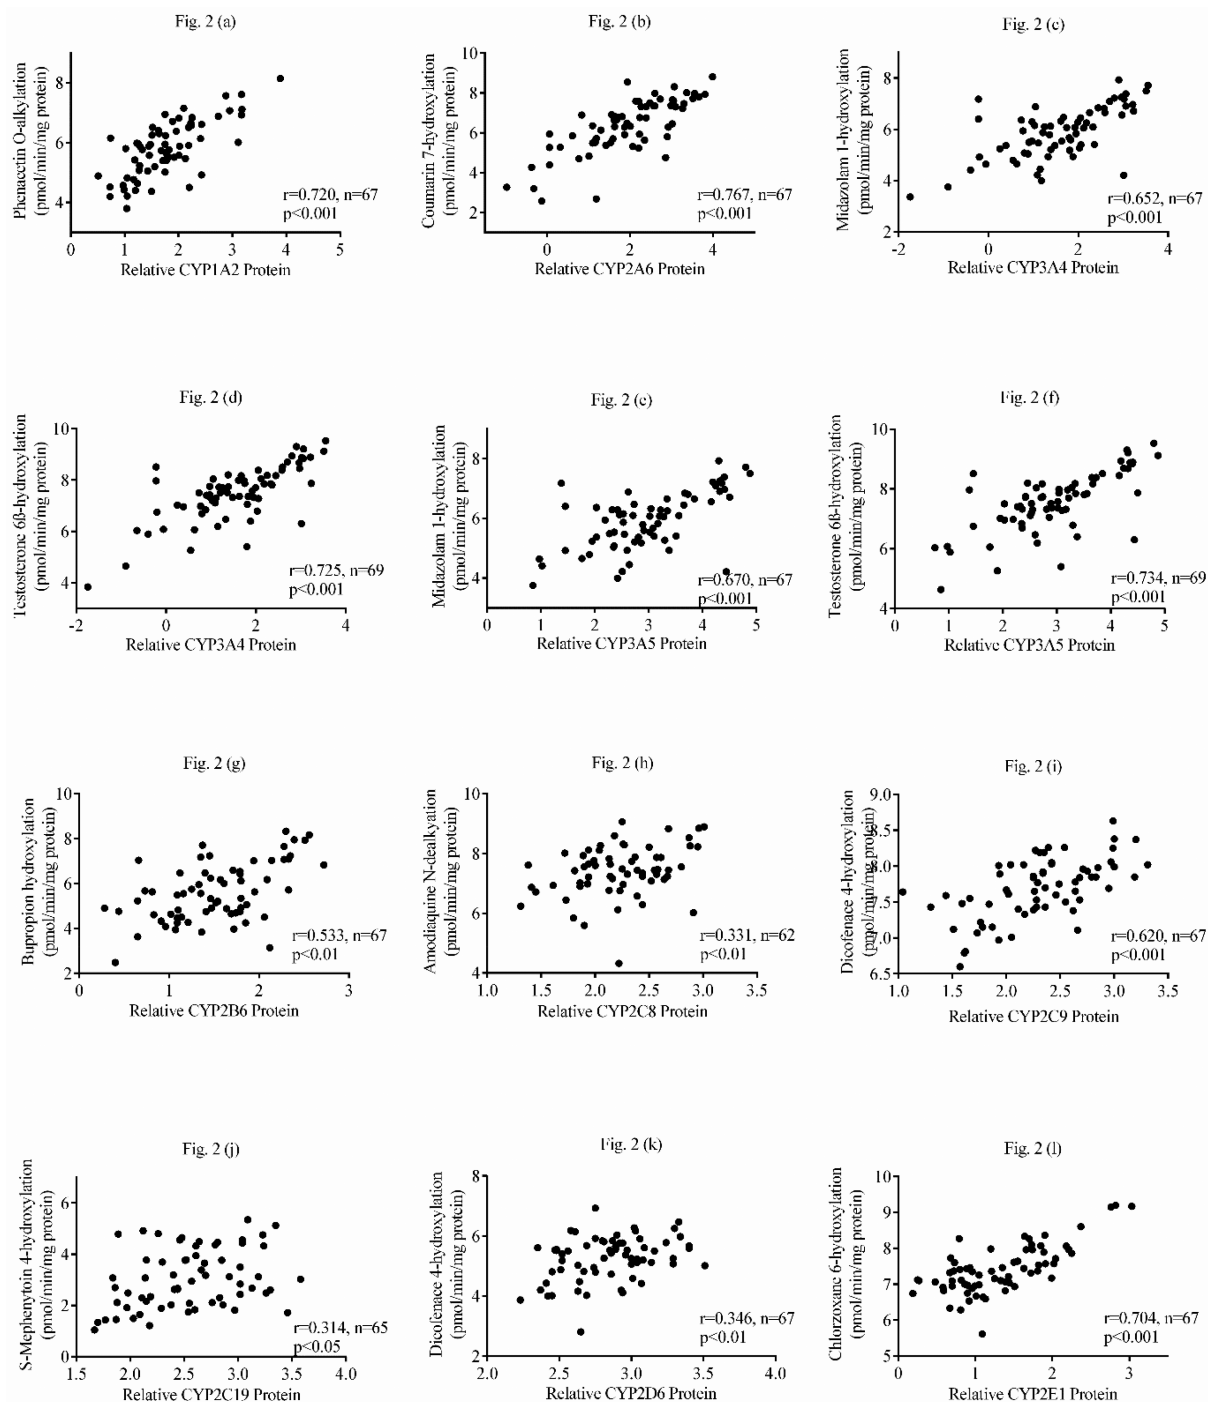 Fig. 2 (a)
Phenacetin O-alkylation
(pmol/min/mg protein)
8
6
4
r=0.720, n=67
p<0.001
0 1 2 3 4 5
Relative CYP1A2 Protein
Fig. 2 (b)
Coumarin 7-hydroxylation
(pmol/min/mg protein)
10
8
6
4
2
r=0.767, n=67
p<0.001
0 2 4
Relative CYP2A6 Protein
Fig. 2 (c)
Midazolam 1-hydroxylation
(pmol/min/mg protein)
8
6
4
2
r=0.652, n=67
p<0.001
-2 0 2 4
Relative CYP3A4 Protein
Fig. 2 (d)
Testosterone 6ß-hydroxylation
(pmol/min/mg protein)
10
8
6
4
r=0.725, n=69
p<0.001
-2 0 2 4
Relative CYP3A4 Protein
Fig. 2 (e)
Midazolam 1-hydroxylation
(pmol/min/mg protein)
8
6
4
r=0.670, n=67
p<0.001
0 1 2 3 4 5
Relative CYP3A5 Protein
Fig. 2 (f)
Testosterone 6ß-hydroxylation
(pmol/min/mg protein)
10
8
6
4
r=0.734, n=69
p<0.001
0 1 2 3 4 5
Relative CYP3A5 Protein
Fig. 2 (g)
Bupropion hydroxylation
(pmol/min/mg protein)
10
8
6
4
2
r=0.533, n=67
p<0.01
0 1 2 3
Relative CYP2B6 Protein
Fig. 2 (h)
Amodiaquine N-dealkyation
(pmol/min/mg protein)
10
8
6
4
r=0.331, n=62
p<0.01
1.0 1.5 2.0 2.5 3.0 3.5
Relative CYP2C8 Protein
Fig. 2 (i)
Dicofenace 4-hydroxylation
(pmol/min/mg protein)
9.0
8.5
8.0
7.5
7.0
6.5
r=0.620, n=67
p<0.001
1.0 1.5 2.0 2.5 3.0 3.5
Relative CYP2C9 Protein
Fig. 2 (j)
S-Mephenytoin 4-hydroxylation
(pmol/min/mg protein)
6
4
2
0
r=0.314, n=65
p<0.05
1.5 2.0 2.5 3.0 3.5 4.0
Relative CYP2C19 Protein
Fig. 2 (k)
Dicofenace 4-hydroxylation
(pmol/min/mg protein)
8
6
4
2
r=0.346, n=67
p<0.01
2.0 2.5 3.0 3.5 4.0
Relative CYP2D6 Protein
Fig. 2 (l)
Chlorzoxane 6-hydroxylation
(pmol/min/mg protein)
10
9
8
7
6
5
r=0.704, n=67
p<0.001
0 1 2 3
Relative CYP2E1 Protein